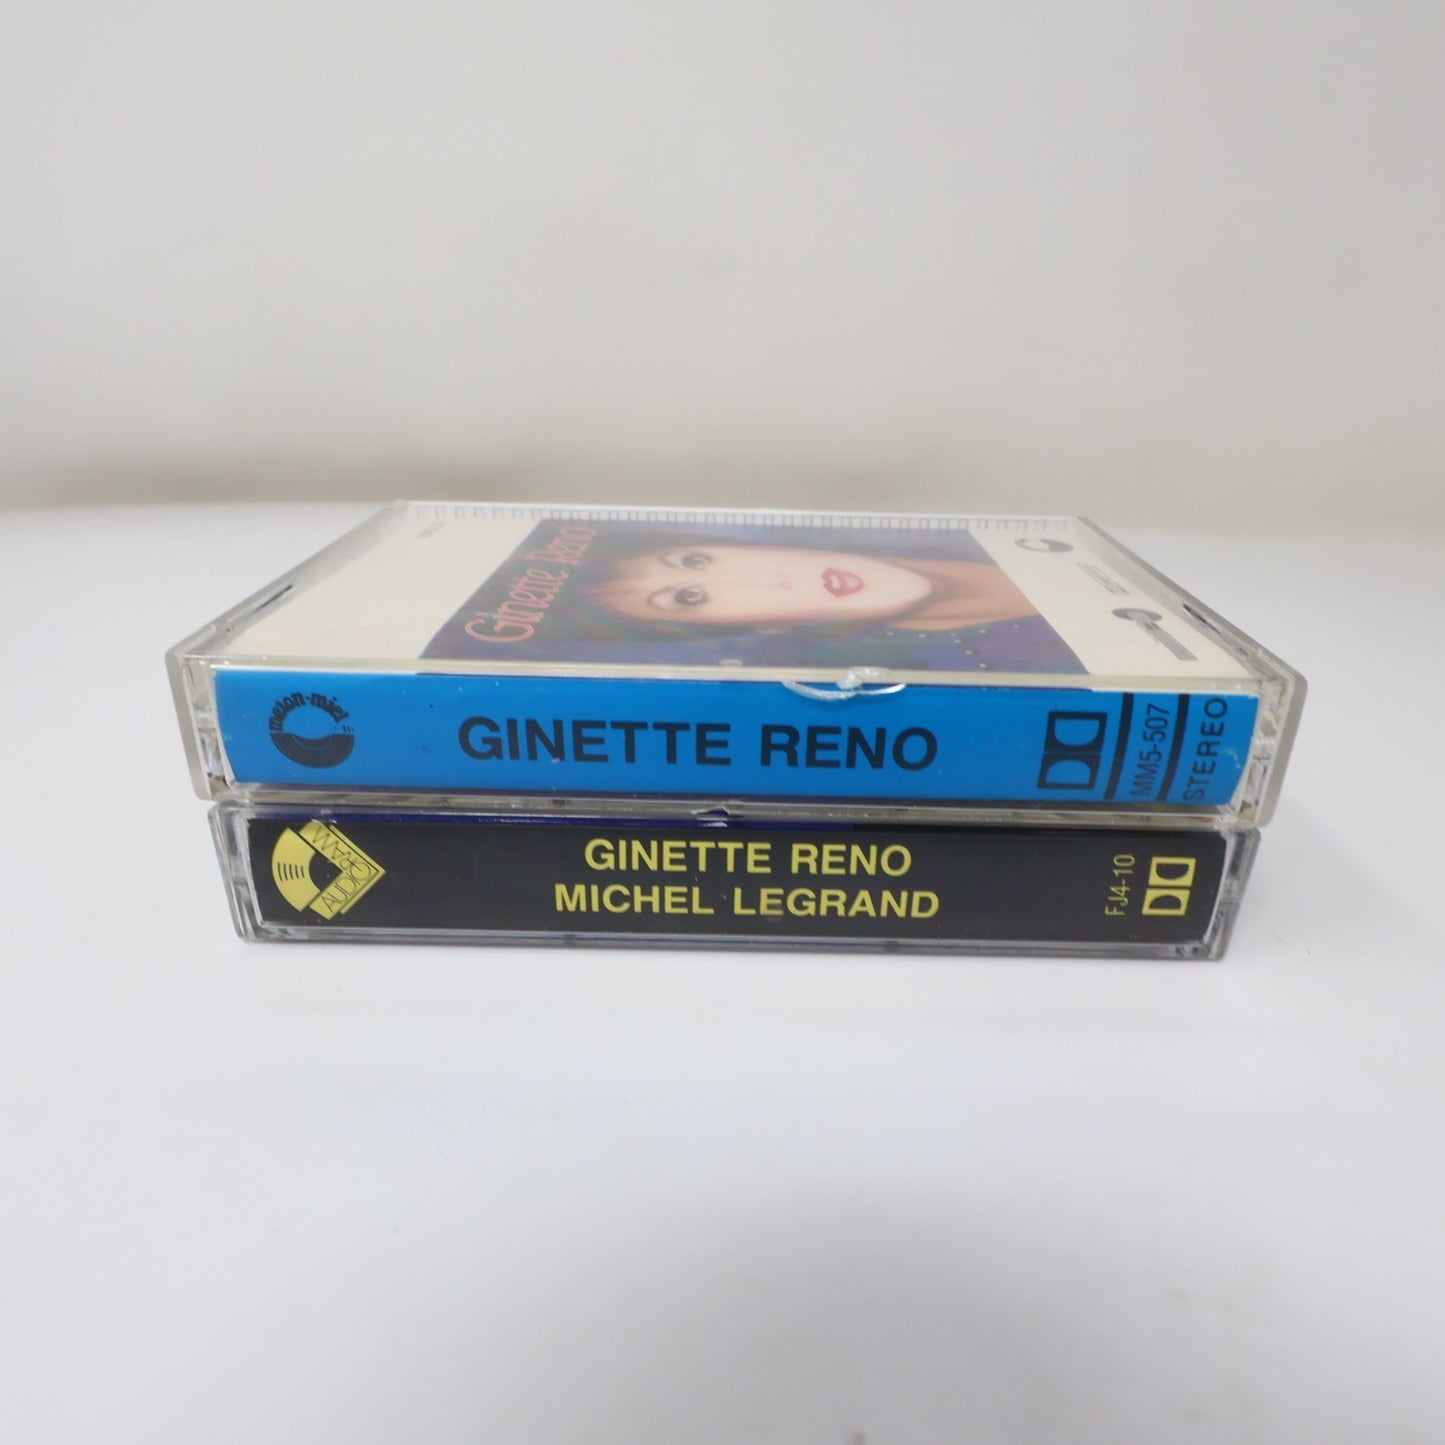 Ginette Reno
melon-miel
GINETTE RENO
MM5-507
STEREO
AUDIOGRAM
GINETTE RENO
MICHEL LEGRAND
FJ4-10